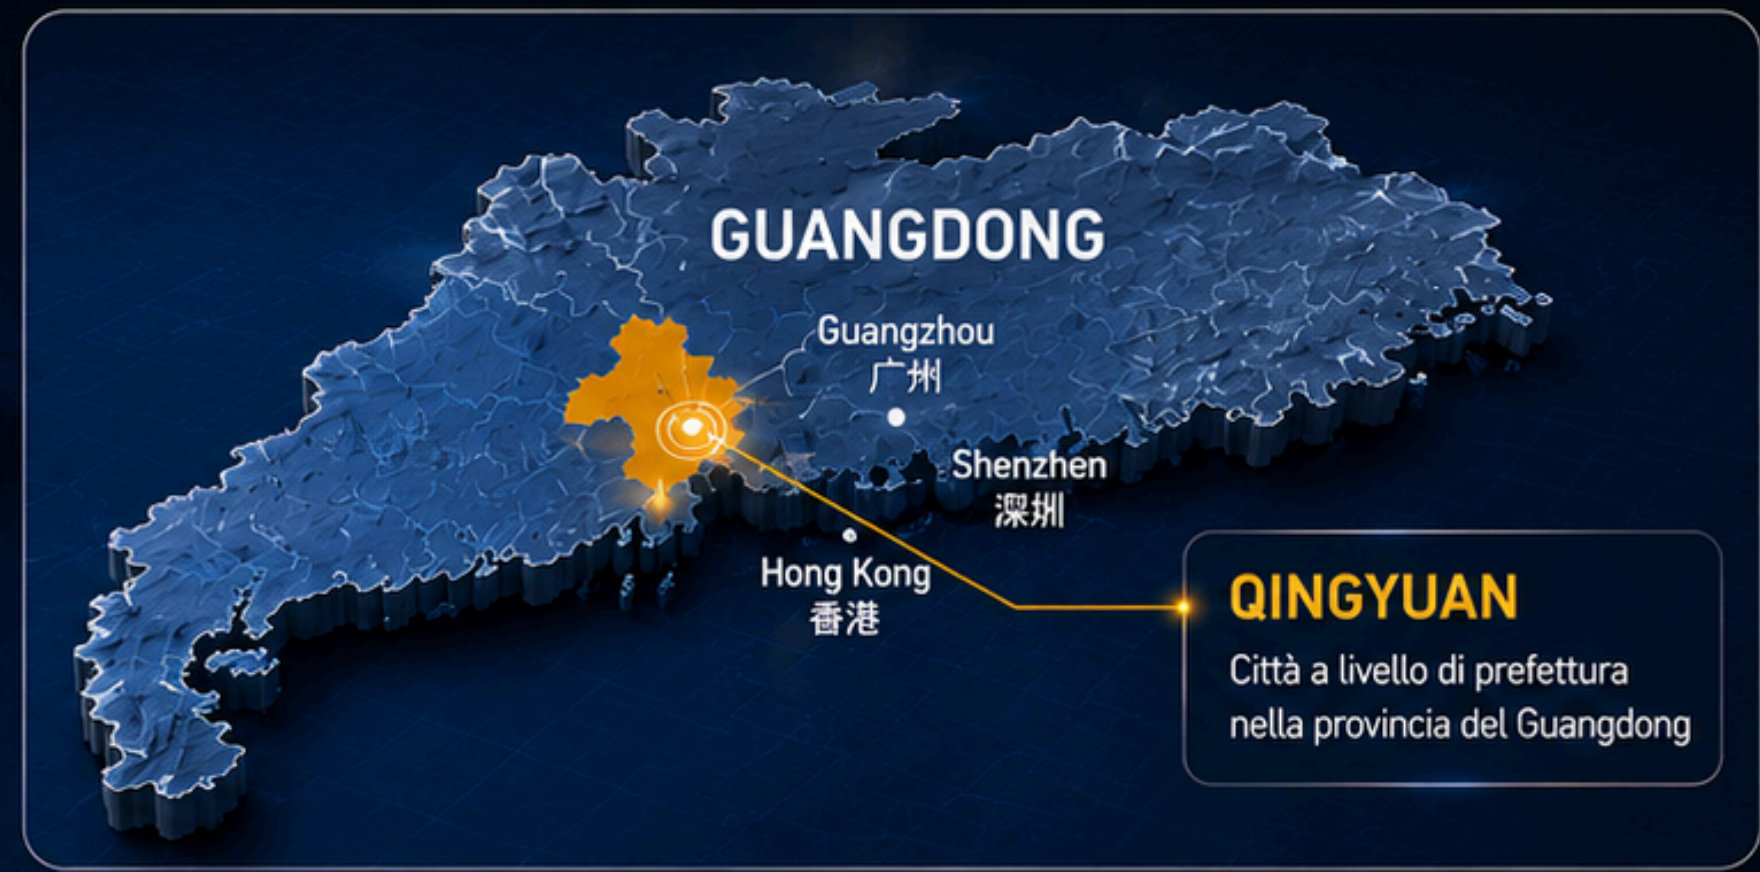 GUANGDONG
Guangzhou
广州
Shenzhen
深圳
Hong Kong
香港
QINGYUAN
Città a livello di prefettura
nella provincia del Guangdong